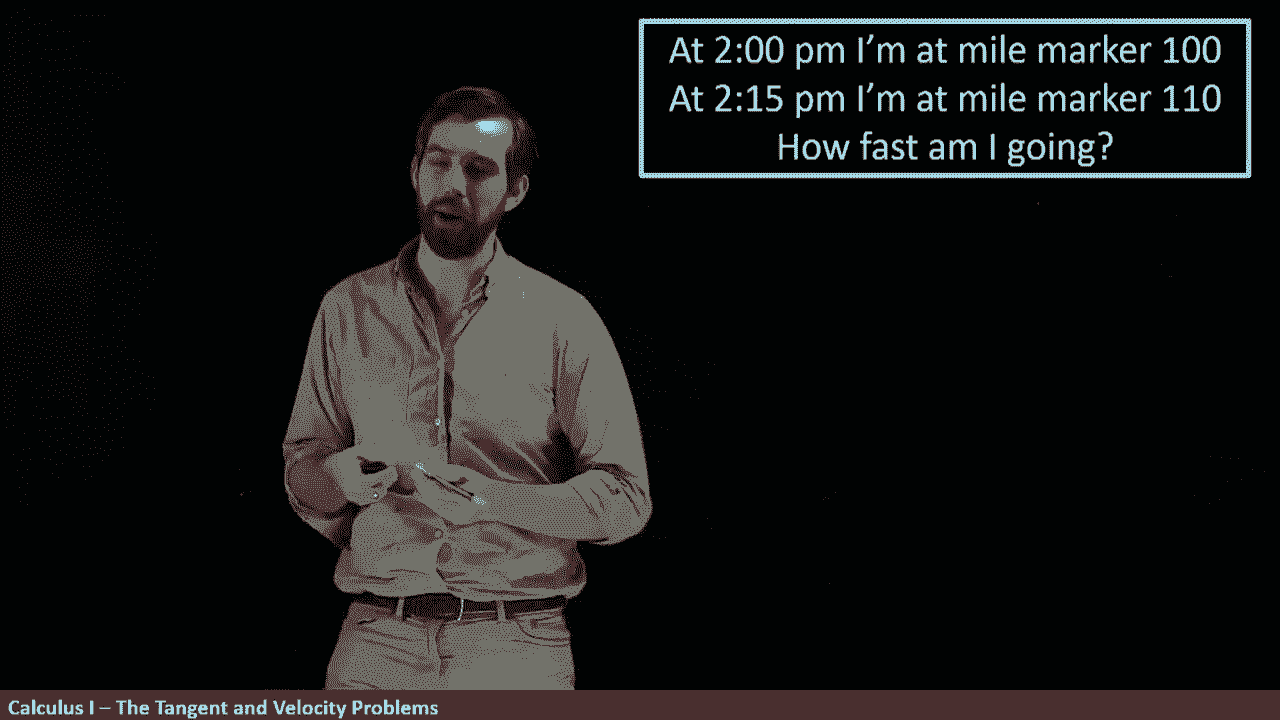 At 2:00 pm I’m at mile marker 100
At 2:15 pm I’m at mile marker 110
How fast am I going?
Calculus I – The Tangent and Velocity Problems